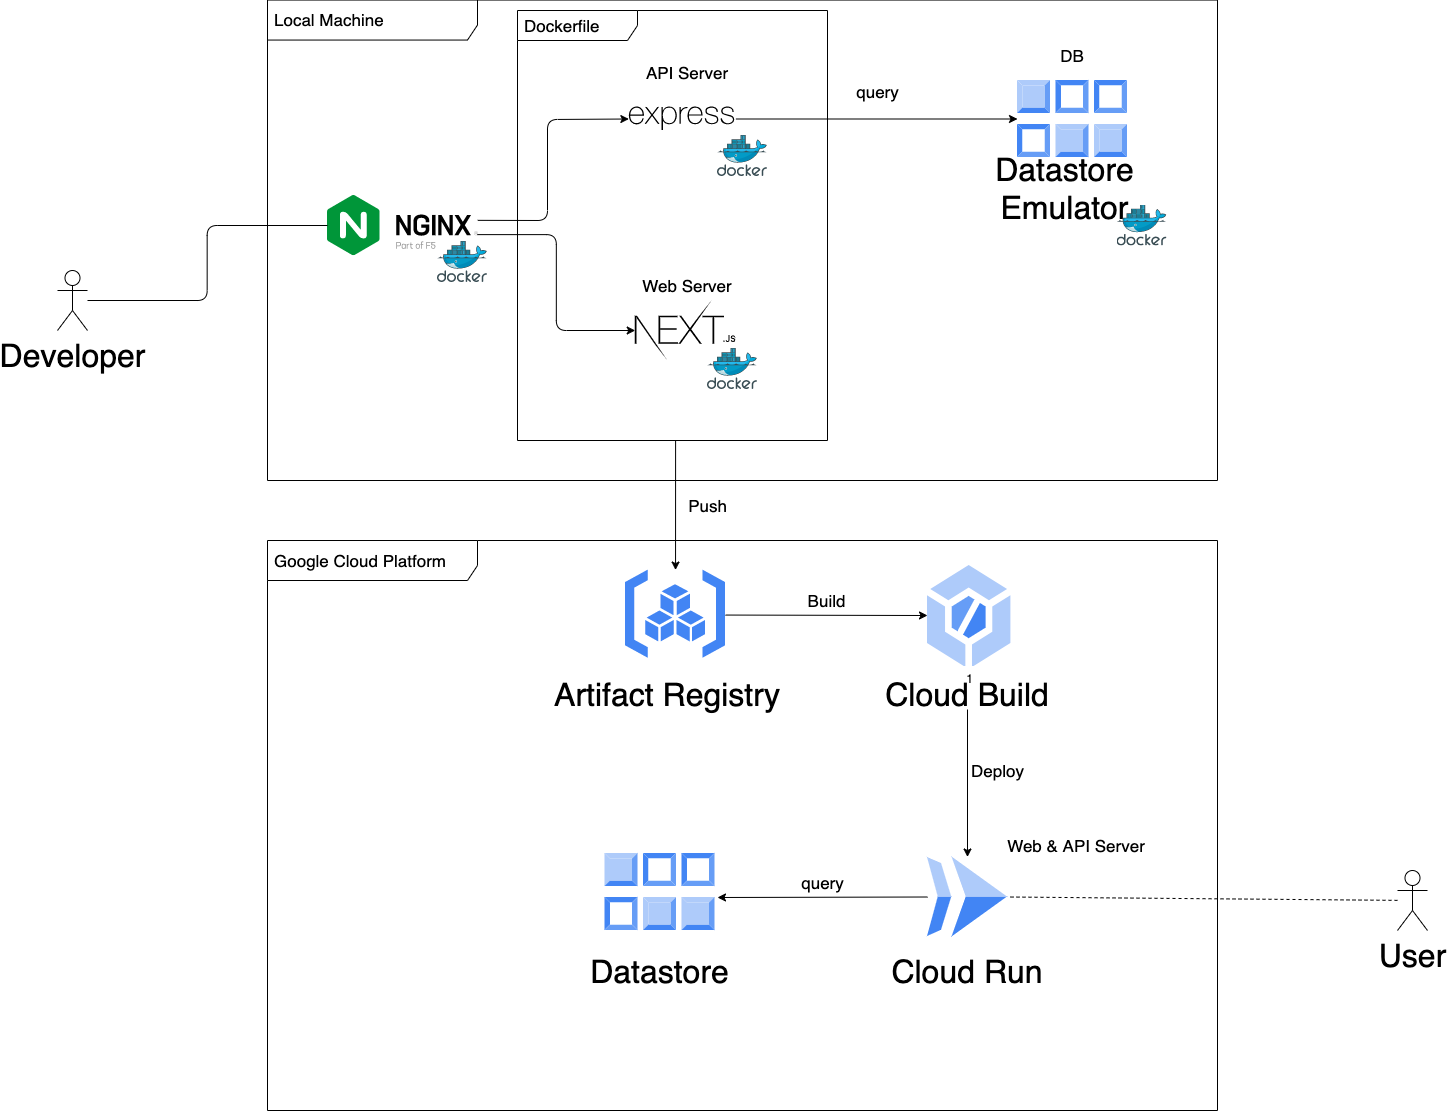 Local Machine
Dockerfile
API Server
express
docker
query
DB
Datastore
Emulator
docker
NGINX
Part of F5
docker
Web Server
NEXT.JS
docker
Developer
Push
Google Cloud Platform
Build
Artifact Registry
1
Cloud Build
Deploy
Web & API Server
query
Datastore
Cloud Run
User